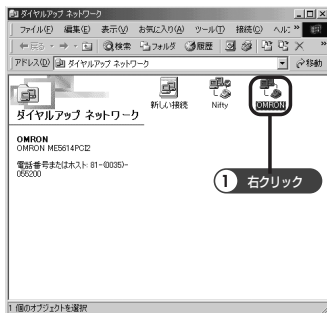 ダイヤルアップ ネットワーク
ファイル(F) 編集(E) 表示(V) お気に入り(A) ツール(T) 接続(C) ヘルﾌ »
戻る 検索 フォルダ 履歴 »
アドレス(D) ダイヤルアップ ネットワーク 移動
ダイヤルアップ ネットワーク
新しい接続 Nifty OMRON
OMRON
OMRON ME5614PCI2
電話番号またはホスト: 81-(0035)-
055200
1 右クリック
1 個のオブジェクトを選択